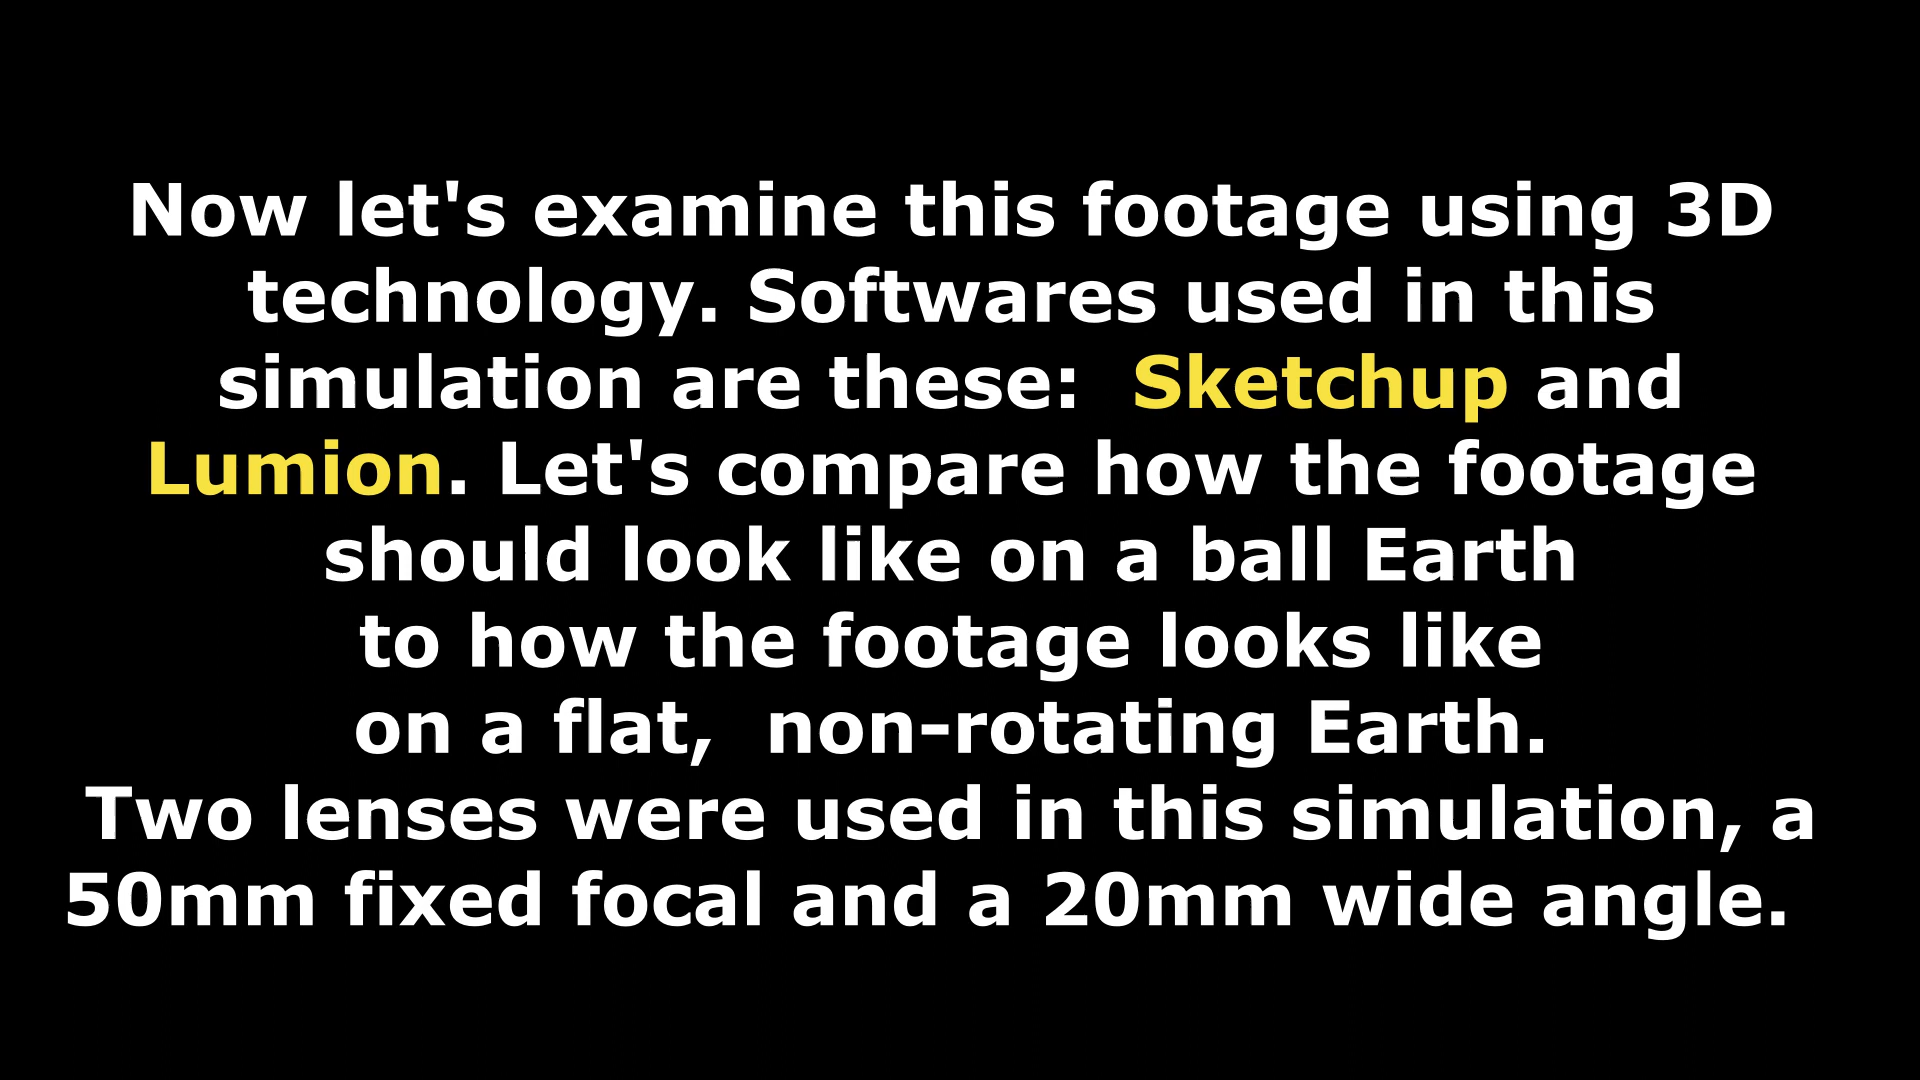 Now let's examine this footage using 3D
technology. Softwares used in this
simulation are these:  Sketchup and
Lumion. Let's compare how the footage
should look like on a ball Earth
to how the footage looks like
on a flat,  non-rotating Earth.
Two lenses were used in this simulation, a
50mm fixed focal and a 20mm wide angle.